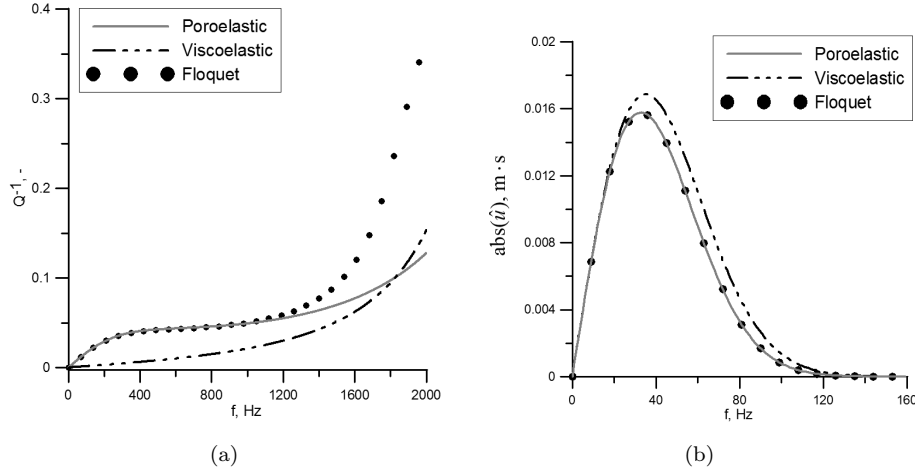 0.4
Poroelastic
Viscoelastic
Floquet
0.3
Q⁻¹, -
0.2
0.1
0
0 400 800 1200 1600 2000
f, Hz
(a)
0.02
Poroelastic
Viscoelastic
Floquet
0.016
abs(û), m · s
0.012
0.008
0.004
0
0 40 80 120 160
f, Hz
(b)